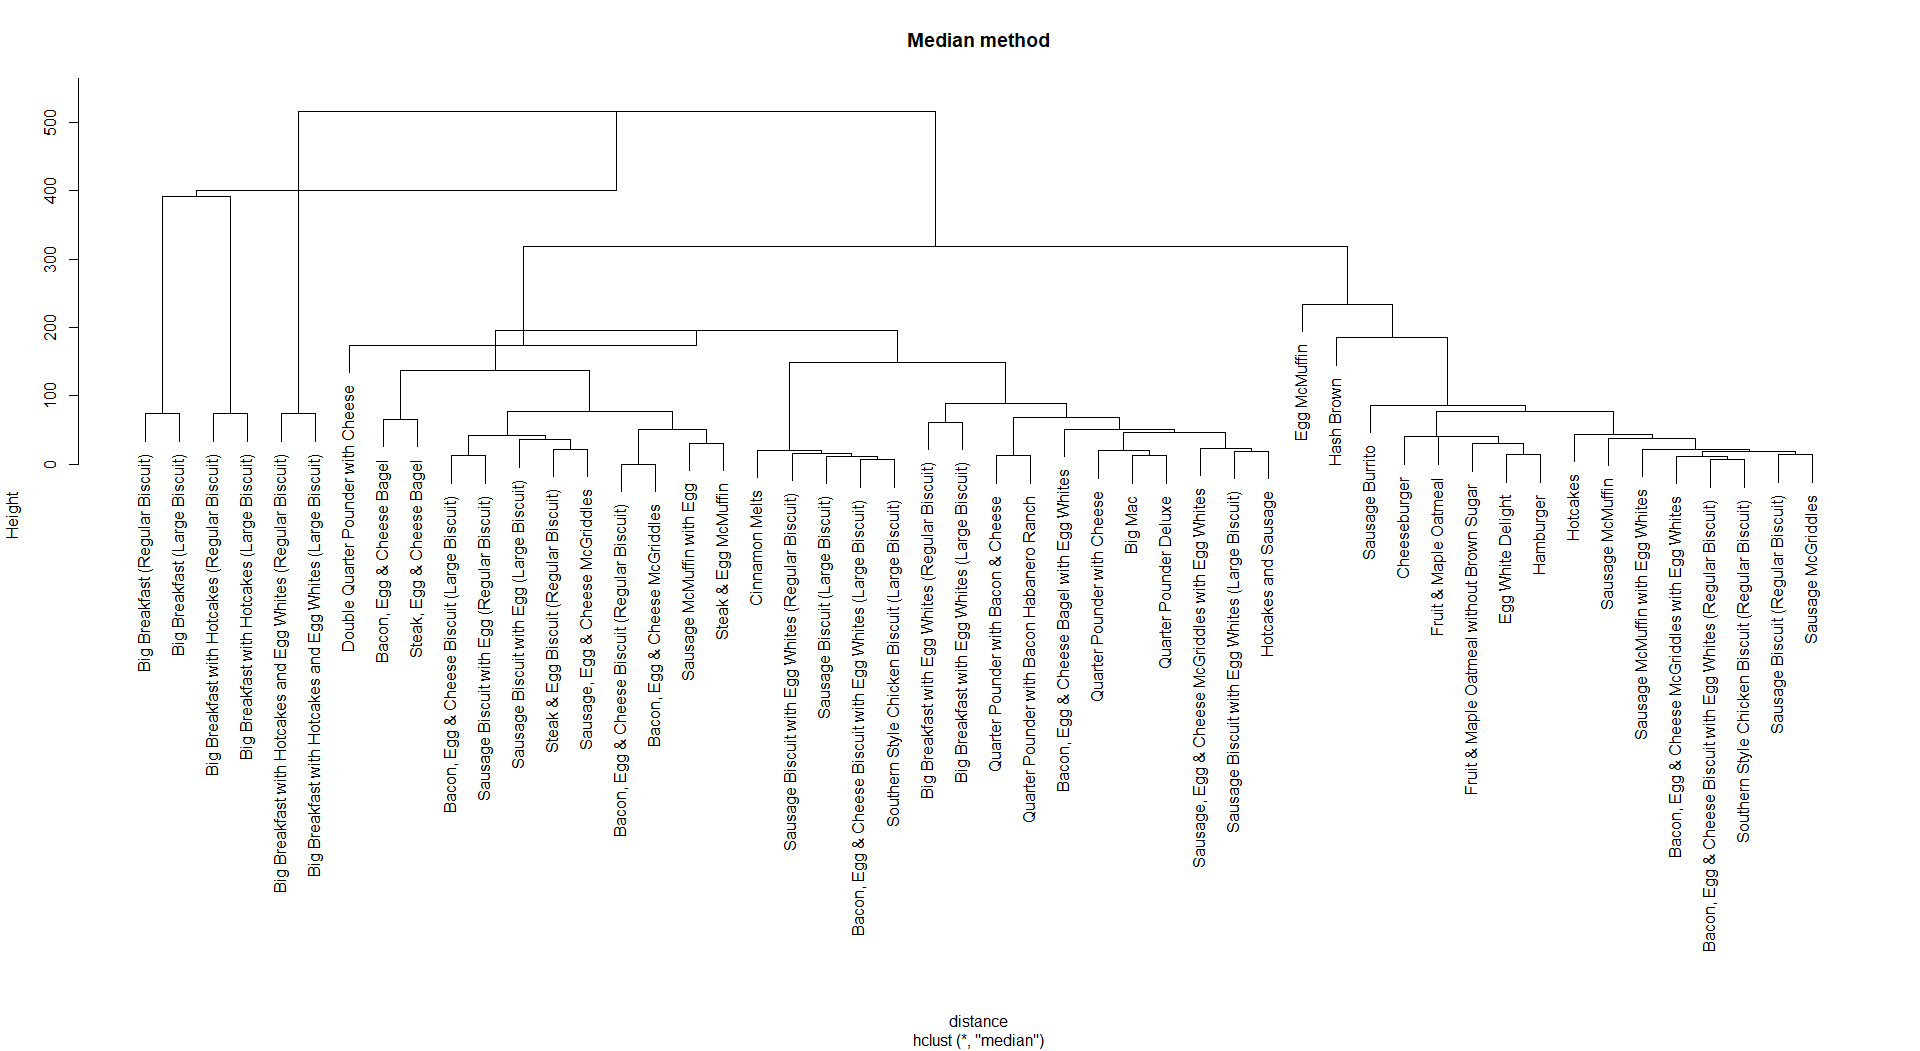 Median method
500
400
300
200
100
0
Height
Big Breakfast (Regular Biscuit)
Big Breakfast (Large Biscuit)
Big Breakfast with Hotcakes (Regular Biscuit)
Big Breakfast with Hotcakes (Large Biscuit)
Big Breakfast with Hotcakes and Egg Whites (Regular Biscuit)
Big Breakfast with Hotcakes and Egg Whites (Large Biscuit)
Double Quarter Pounder with Cheese
Bacon, Egg & Cheese Bagel
Steak, Egg & Cheese Bagel
Bacon, Egg & Cheese Biscuit (Large Biscuit)
Sausage Biscuit with Egg (Regular Biscuit)
Sausage Biscuit with Egg (Large Biscuit)
Steak & Egg Biscuit (Regular Biscuit)
Sausage, Egg & Cheese McGriddles
Bacon, Egg & Cheese Biscuit (Regular Biscuit)
Bacon, Egg & Cheese McGriddles
Sausage McMuffin with Egg
Steak & Egg McMuffin
Cinnamon Melts
Sausage Biscuit with Egg Whites (Regular Biscuit)
Sausage Biscuit (Large Biscuit)
Bacon, Egg & Cheese Biscuit with Egg Whites (Large Biscuit)
Southern Style Chicken Biscuit (Large Biscuit)
Big Breakfast with Egg Whites (Regular Biscuit)
Big Breakfast with Egg Whites (Large Biscuit)
Quarter Pounder with Bacon & Cheese
Quarter Pounder with Bacon Habanero Ranch
Bacon, Egg & Cheese Bagel with Egg Whites
Quarter Pounder with Cheese
Big Mac
Quarter Pounder Deluxe
Sausage, Egg & Cheese McGriddles with Egg Whites
Sausage Biscuit with Egg Whites (Large Biscuit)
Hotcakes and Sausage
Egg McMuffin
Hash Brown
Sausage Burrito
Cheeseburger
Fruit & Maple Oatmeal
Fruit & Maple Oatmeal without Brown Sugar
Egg White Delight
Hamburger
Hotcakes
Sausage McMuffin
Sausage McMuffin with Egg Whites
Bacon, Egg & Cheese McGriddles with Egg Whites
Bacon, Egg & Cheese Biscuit with Egg Whites (Regular Biscuit)
Southern Style Chicken Biscuit (Regular Biscuit)
Sausage Biscuit (Regular Biscuit)
Sausage McGriddles
distance
hclust (*, "median")